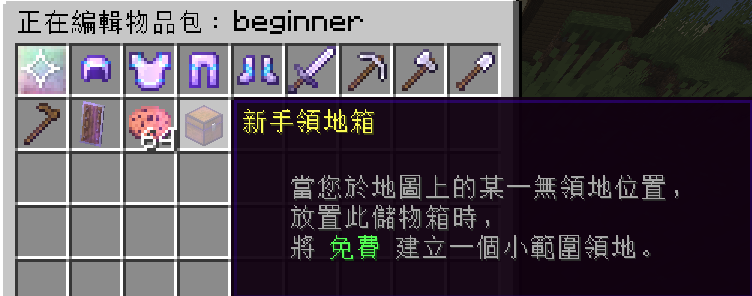 正在編輯物品包：beginner
64
新手領地箱
當您於地圖上的某一無領地位置，
放置此儲物箱時，
將 免費 建立一個小範圍領地。